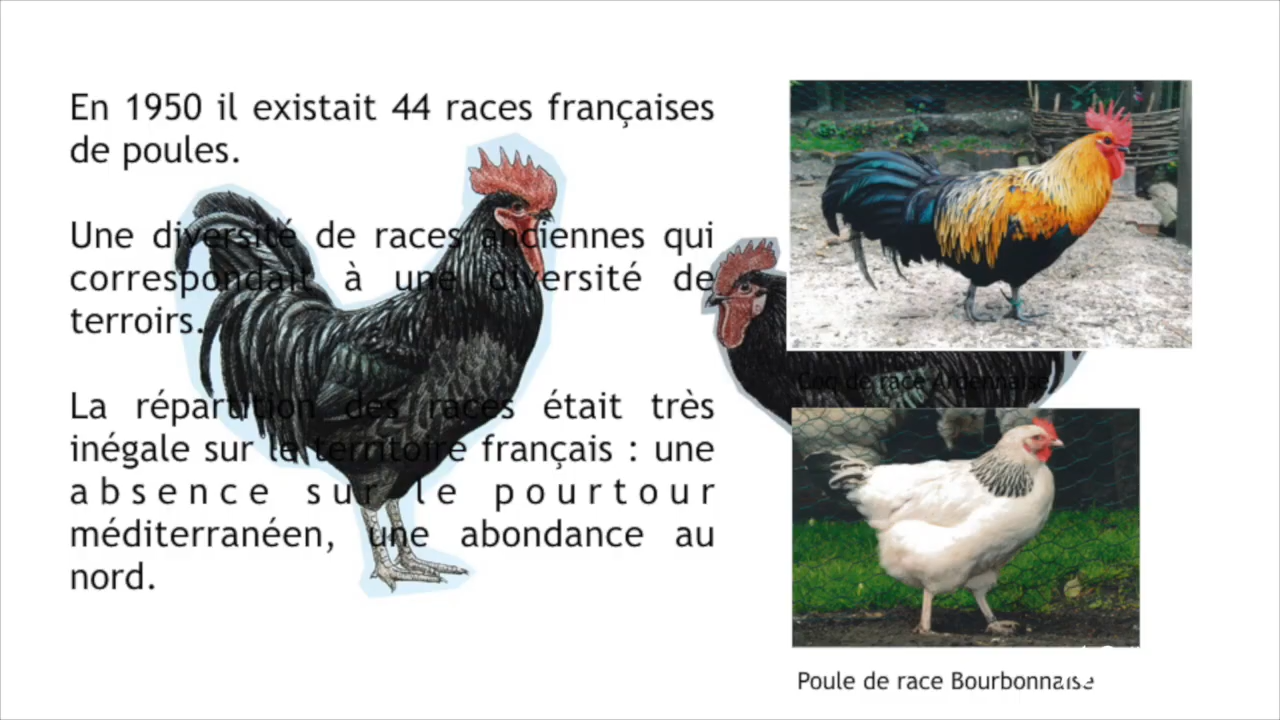 En 1950 il existait 44 races françaises
de poules.
Une diversité de races anciennes qui
correspondait à une diversité de
terroirs.
La répartition des races était très
inégale sur le territoire français : une
absence sur le pourtour
méditerranéen, une abondance au
nord.
Coq de race Ardennaise
Poule de race Bourbonnaise